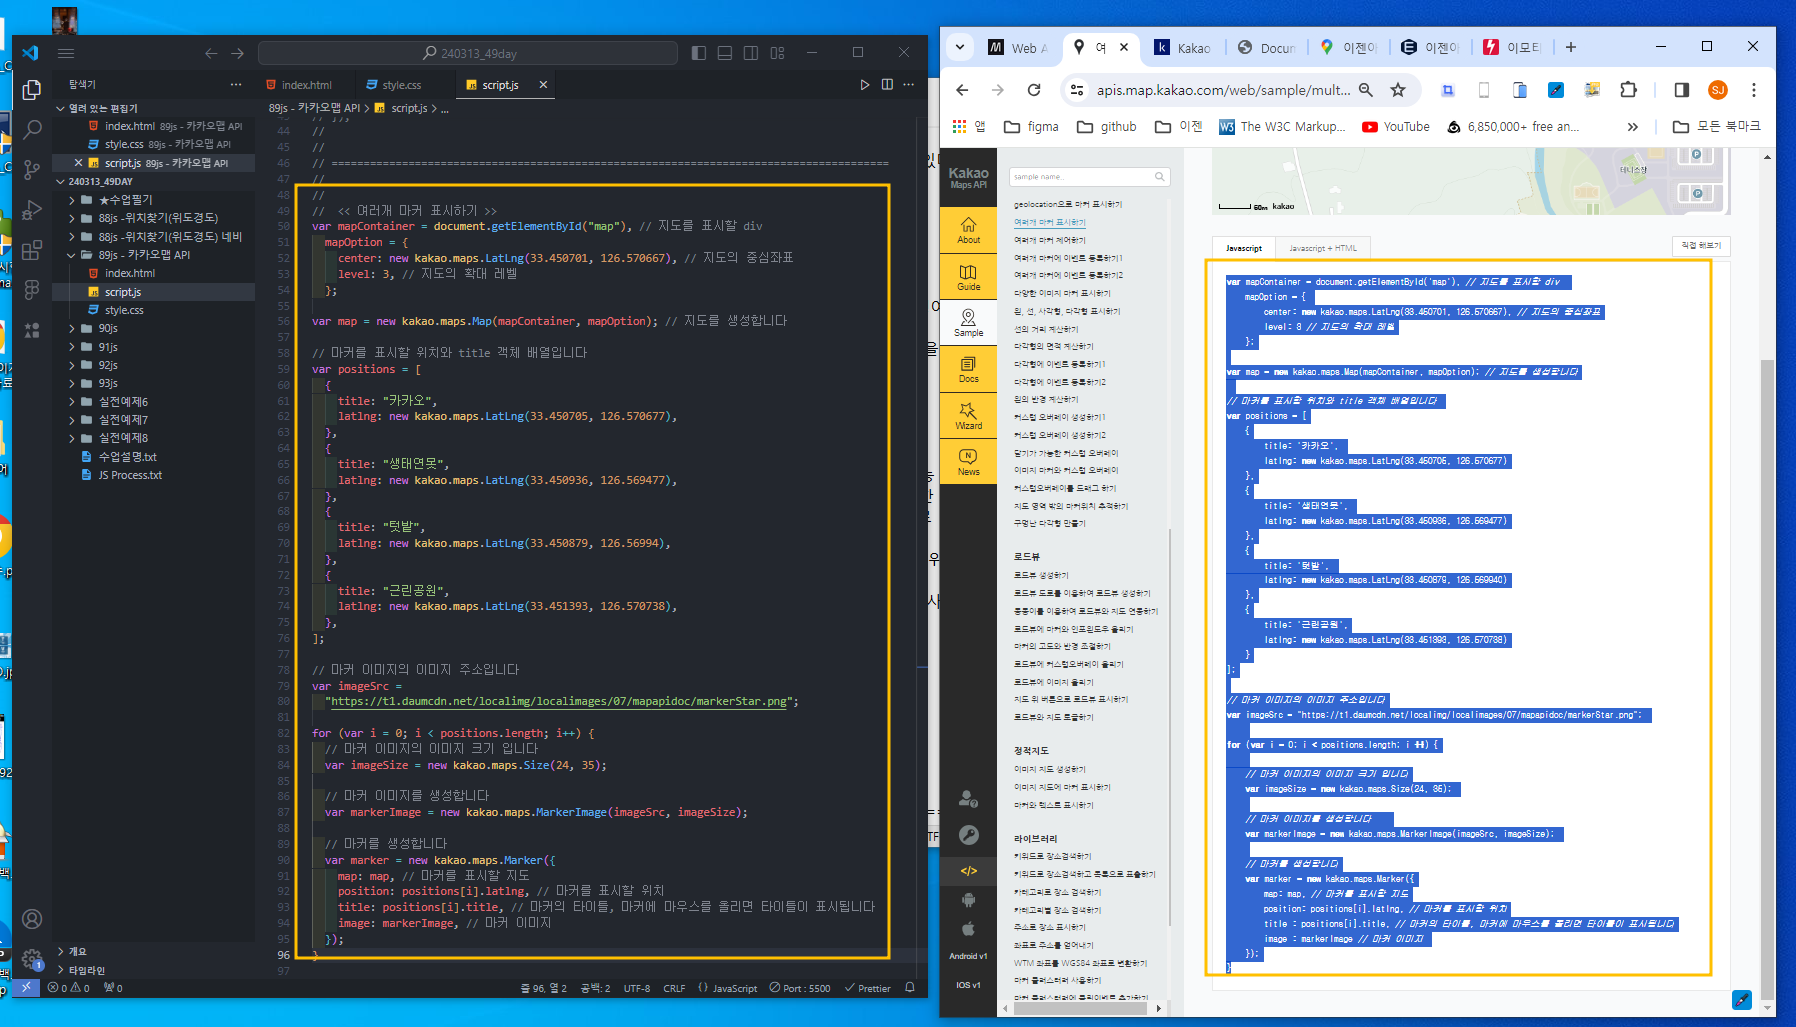 240313_49day
탐색기
index.html
style.css
script.js
89js - 카카오맵 API > script.js > ...
열려 있는 편집기
index.html 89js - 카카오맵 API
style.css 89js - 카카오맵 API
script.js 89js - 카카오맵 API
240313_49DAY
★수업필기
88js -위치찾기(위도경도)
88js -위치찾기(위도경도) 네비
89js - 카카오맵 API
index.html
script.js
style.css
90js
91js
92js
93js
실전예제6
실전예제7
실전예제8
수업설명.txt
JS Process.txt
개요
타임라인
44 //
45 //
46 // =======================================================================================
47 //
48 //
49 //  << 여러개 마커 표시하기 >>
50 var mapContainer = document.getElementById("map"), // 지도를 표시할 div
51 mapOption = {
52 center: new kakao.maps.LatLng(33.450701, 126.570667), // 지도의 중심좌표
53 level: 3, // 지도의 확대 레벨
54 };
55
56 var map = new kakao.maps.Map(mapContainer, mapOption); // 지도를 생성합니다
57
58 // 마커를 표시할 위치와 title 객체 배열입니다
59 var positions = [
60 {
61 title: "카카오",
62 latlng: new kakao.maps.LatLng(33.450705, 126.570677),
63 },
64 {
65 title: "생태연못",
66 latlng: new kakao.maps.LatLng(33.450936, 126.569477),
67 },
68 {
69 title: "텃밭",
70 latlng: new kakao.maps.LatLng(33.450879, 126.56994),
71 },
72 {
73 title: "근린공원",
74 latlng: new kakao.maps.LatLng(33.451393, 126.570738),
75 },
76 ];
77
78 // 마커 이미지의 이미지 주소입니다
79 var imageSrc =
80 "https://t1.daumcdn.net/localimg/localimages/07/mapapidoc/markerStar.png";
81
82 for (var i = 0; i < positions.length; i++) {
83 // 마커 이미지의 이미지 크기 입니다
84 var imageSize = new kakao.maps.Size(24, 35);
85
86 // 마커 이미지를 생성합니다
87 var markerImage = new kakao.maps.MarkerImage(imageSrc, imageSize);
88
89 // 마커를 생성합니다
90 var marker = new kakao.maps.Marker({
91 map: map, // 마커를 표시할 지도
92 position: positions[i].latlng, // 마커를 표시할 위치
93 title: positions[i].title, // 마커의 타이틀, 마커에 마우스를 올리면 타이틀이 표시됩니다
94 image: markerImage, // 마커 이미지
95 });
96 }
97
0 0 0
줄 96, 열 2 공백: 2 UTF-8 CRLF {} JavaScript Port : 5500 Prettier
Web A
여
Kakao
Docun
이젠아
이젠아
이모티
apis.map.kakao.com/web/sample/mult...
SJ
앱 figma github 이젠 The W3C Markup... YouTube 6,850,000+ free an... » 모든 북마크
Kakao
Maps API
About
Guide
Sample
Docs
Wizard
News
Android v1
IOS v1
sample name..
geolocation으로 마커 표시하기
여러개 마커 표시하기
여러개 마커 제어하기
여러개 마커에 이벤트 등록하기1
여러개 마커에 이벤트 등록하기2
다양한 이미지 마커 표시하기
원, 선, 사각형, 다각형 표시하기
선의 거리 계산하기
다각형의 면적 계산하기
다각형에 이벤트 등록하기1
다각형에 이벤트 등록하기2
원의 반경 계산하기
커스텀 오버레이 생성하기1
커스텀 오버레이 생성하기2
닫기가 가능한 커스텀 오버레이
이미지 마커와 커스텀 오버레이
커스텀오버레이를 드래그 하기
지도 영역 밖의 마커위치 추적하기
구멍난 다각형 만들기
로드뷰
로드뷰 생성하기
로드뷰 도로를 이용하여 로드뷰 생성하기
동동이를 이용하여 로드뷰와 지도 연동하기
로드뷰에 마커와 인포윈도우 올리기
마커의 고도와 반경 조절하기
로드뷰에 커스텀오버레이 올리기
로드뷰에 이미지 올리기
지도 위 버튼으로 로드뷰 표시하기
로드뷰와 지도 토글하기
정적지도
이미지 지도 생성하기
이미지 지도에 마커 표시하기
마커와 텍스트 표시하기
라이브러리
키워드로 장소검색하기
키워드로 장소검색하고 목록으로 표출하기
카테고리로 장소 검색하기
카테고리별 장소 검색하기
주소로 장소 표시하기
좌표로 주소를 얻어내기
WTM 좌표를 WGS84 좌표로 변환하기
마커 클러스터러 사용하기
마커 클러스터러에 클릭이벤트 추가하기
60m kakao
테디조랑
P
P
Javascript
Javascript + HTML
직접 해보기
var mapContainer = document.getElementById('map'), // 지도를 표시할 div
mapOption = {
center: new kakao.maps.LatLng(33.450701, 126.570667), // 지도의 중심좌표
level: 3 // 지도의 확대 레벨
};
var map = new kakao.maps.Map(mapContainer, mapOption); // 지도를 생성합니다
// 마커를 표시할 위치와 title 객체 배열입니다
var positions = [
{
title: '카카오',
latlng: new kakao.maps.LatLng(33.450705, 126.570677)
},
{
title: '생태연못',
latlng: new kakao.maps.LatLng(33.450936, 126.569477)
},
{
title: '텃밭',
latlng: new kakao.maps.LatLng(33.450879, 126.569940)
},
{
title: '근린공원',
latlng: new kakao.maps.LatLng(33.451393, 126.570738)
}
];
// 마커 이미지의 이미지 주소입니다
var imageSrc = "https://t1.daumcdn.net/localimg/localimages/07/mapapidoc/markerStar.png";
for (var i = 0; i < positions.length; i ++) {
// 마커 이미지의 이미지 크기 입니다
var imageSize = new kakao.maps.Size(24, 35);
// 마커 이미지를 생성합니다
var markerImage = new kakao.maps.MarkerImage(imageSrc, imageSize);
// 마커를 생성합니다
var marker = new kakao.maps.Marker({
map: map, // 마커를 표시할 지도
position: positions[i].latlng, // 마커를 표시할 위치
title : positions[i].title, // 마커의 타이틀, 마커에 마우스를 올리면 타이틀이 표시됩니다
image : markerImage // 마커 이미지
});
}